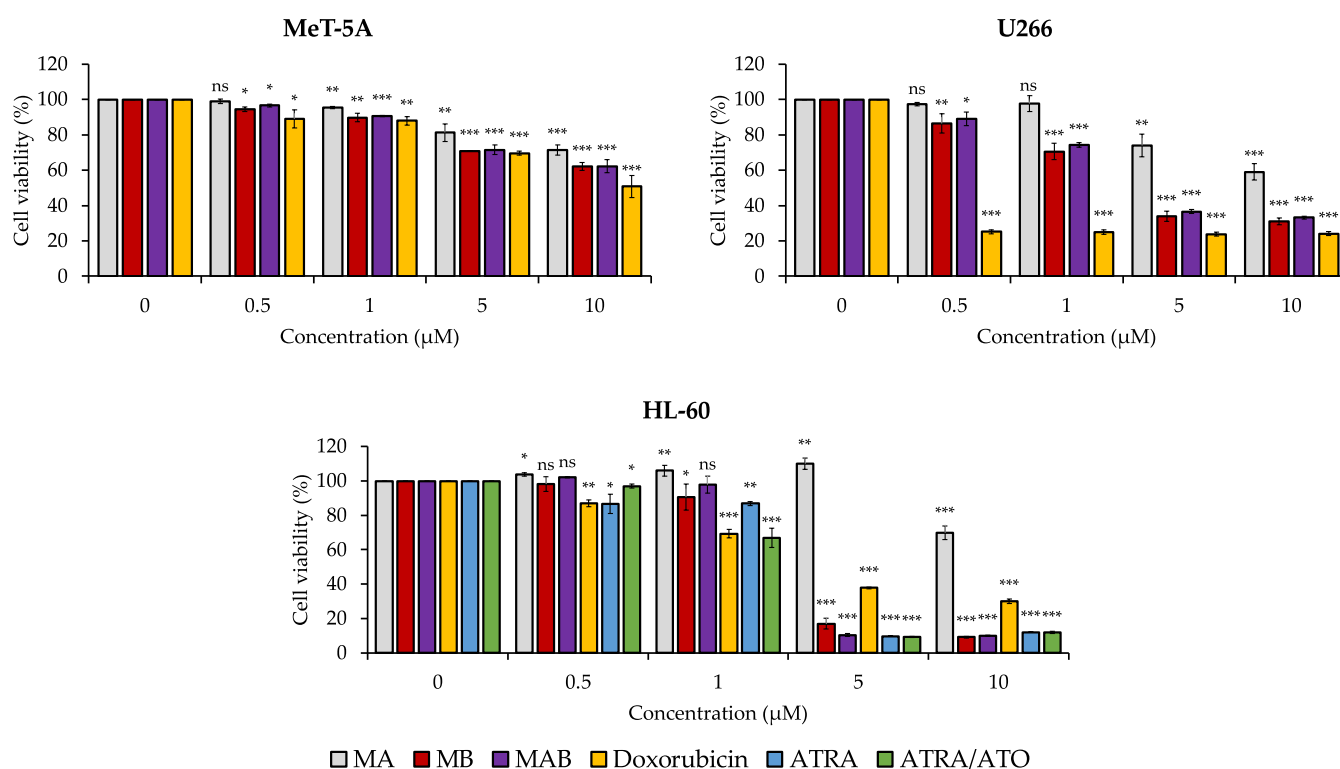 MeT-5A
Cell viability (%)
120
100
80
60
40
20
0
ns * * *
** ** *** **
** *** *** ***
*** *** *** ***
0 0.5 1 5 10
Concentration (µM)
U266
Cell viability (%)
120
100
80
60
40
20
0
ns ** * ***
ns *** *** ***
** *** *** ***
*** *** *** ***
0 0.5 1 5 10
Concentration (µM)
HL-60
Cell viability (%)
120
100
80
60
40
20
0
* ns ns ** * *
** * ns *** ** ***
** *** *** *** *** ***
*** *** *** *** *** ***
0 0.5 1 5 10
Concentration (µM)
MA MB MAB Doxorubicin ATRA ATRA/ATO